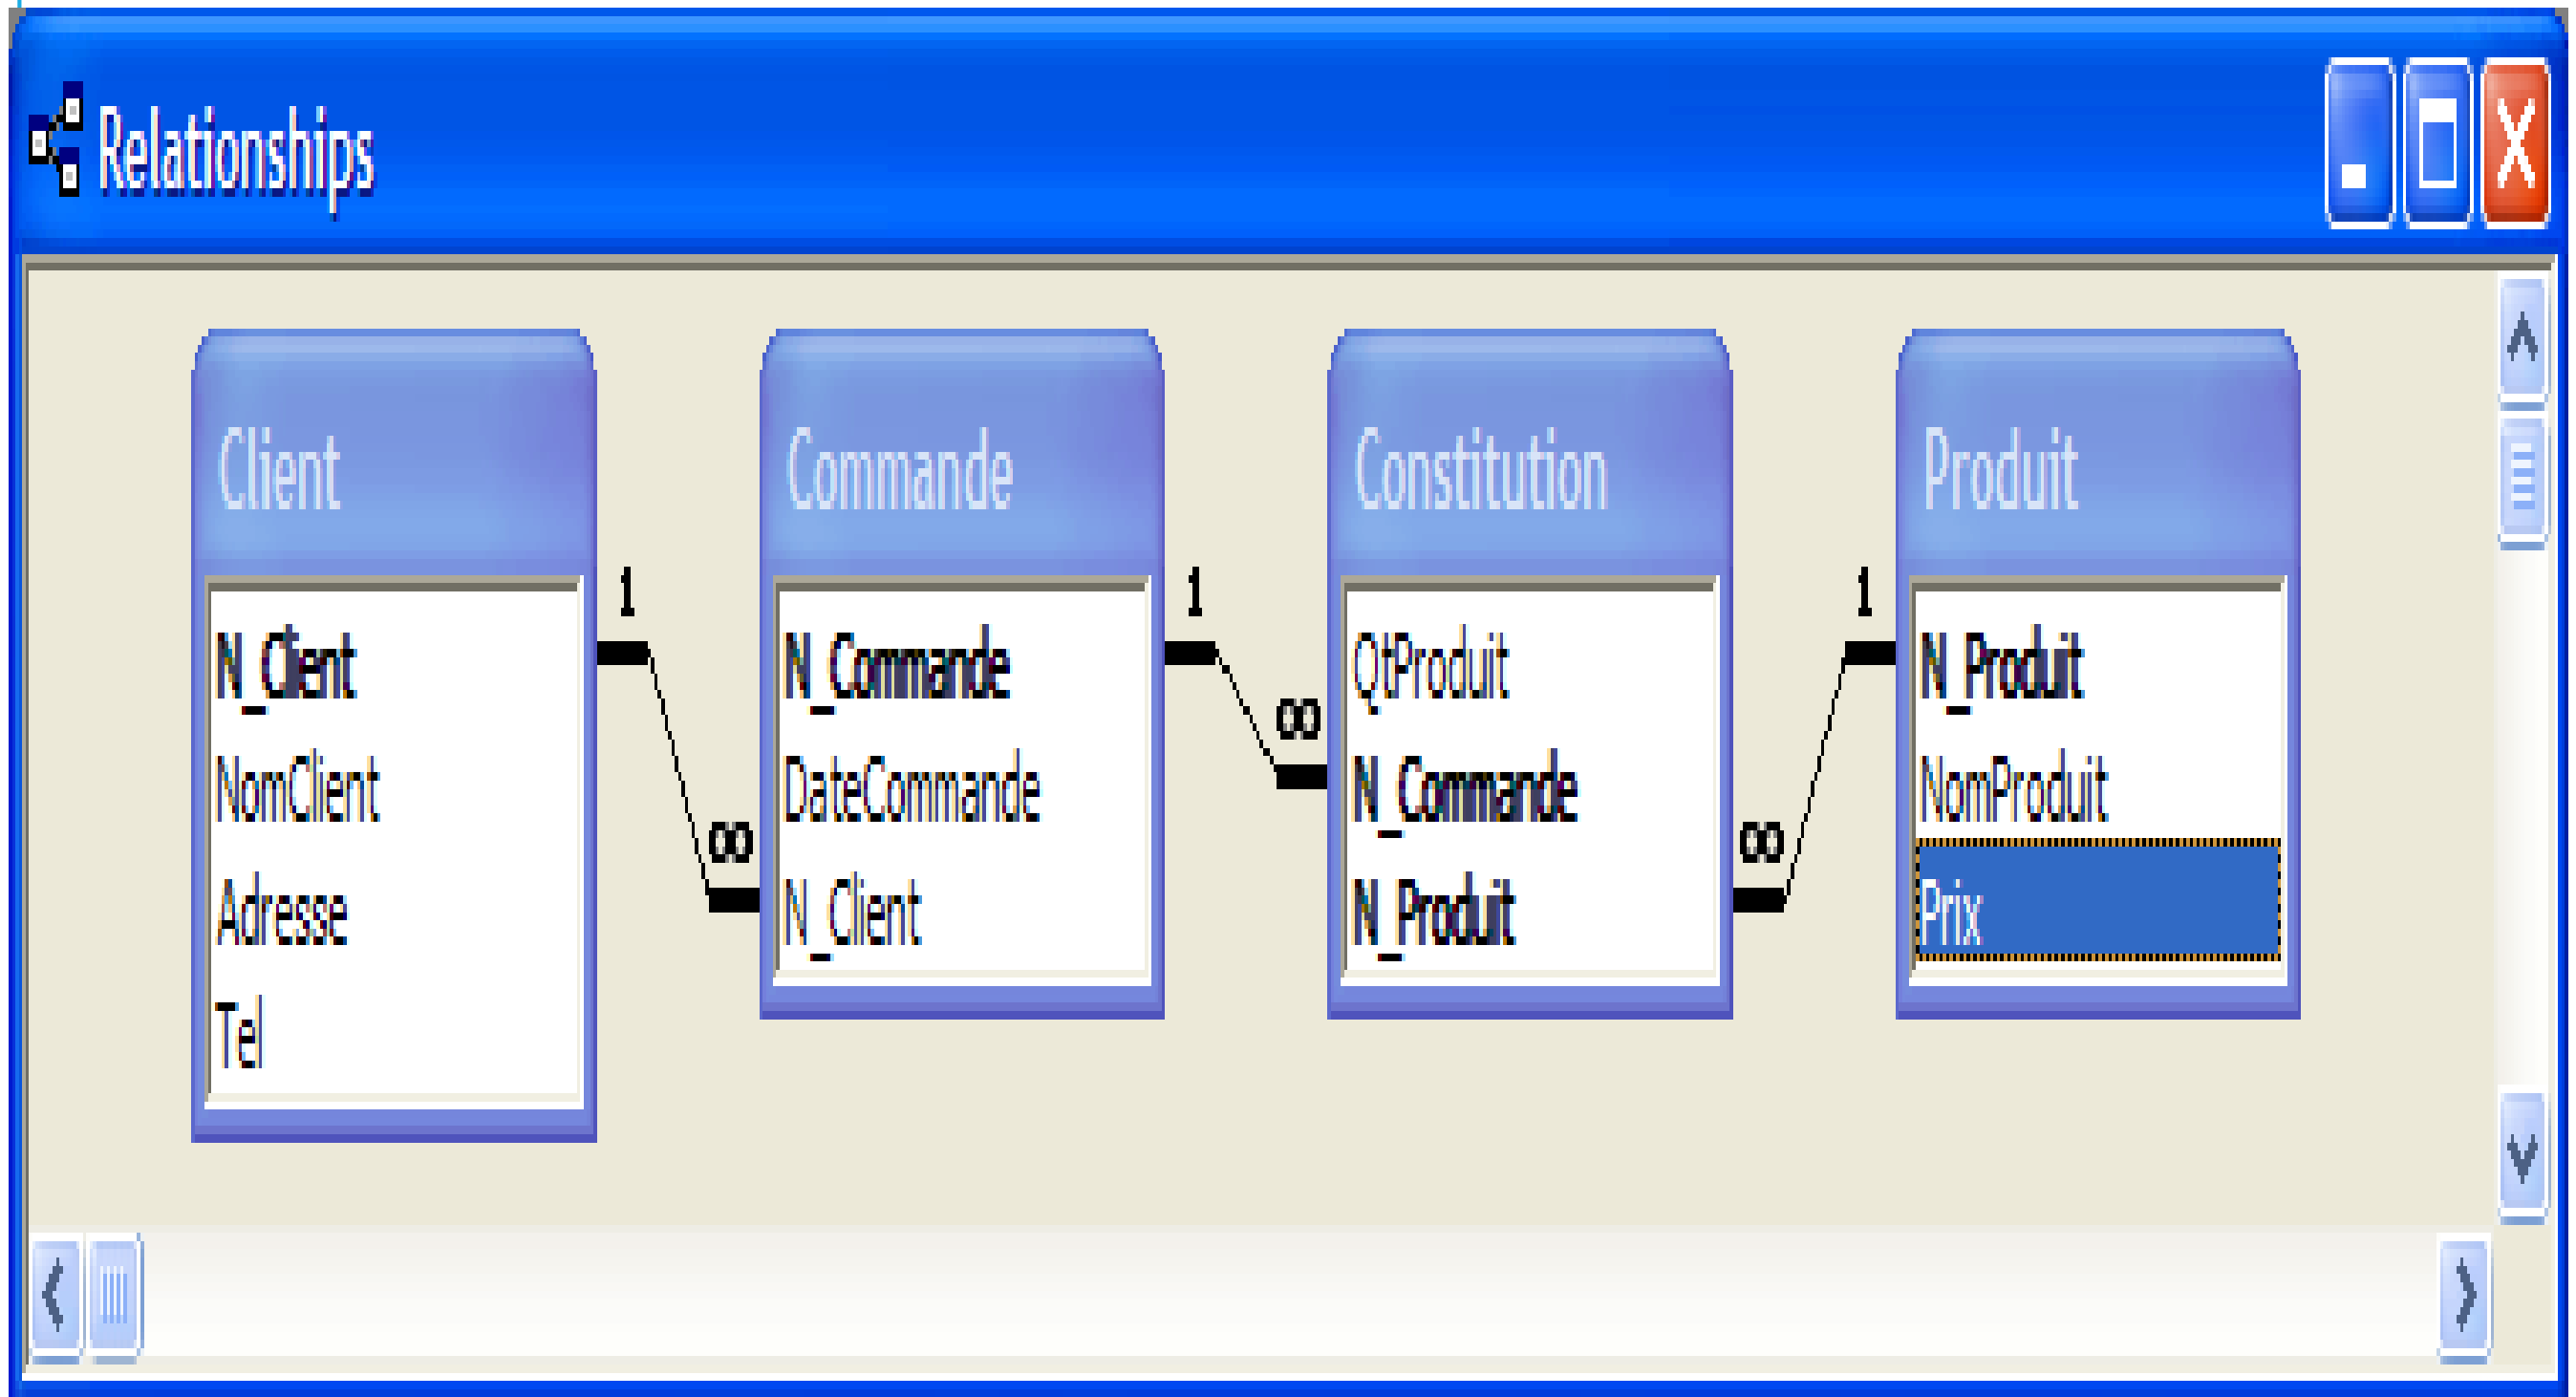 Relationships
Client
1
N_Client
NomClient
Adresse
Tel
∞
Commande
1
N_Commande
DateCommande
N_Client
∞
Constitution
QtProduit
N_Commande
N_Produit
∞
1
Produit
N_Produit
NomProduit
Prix